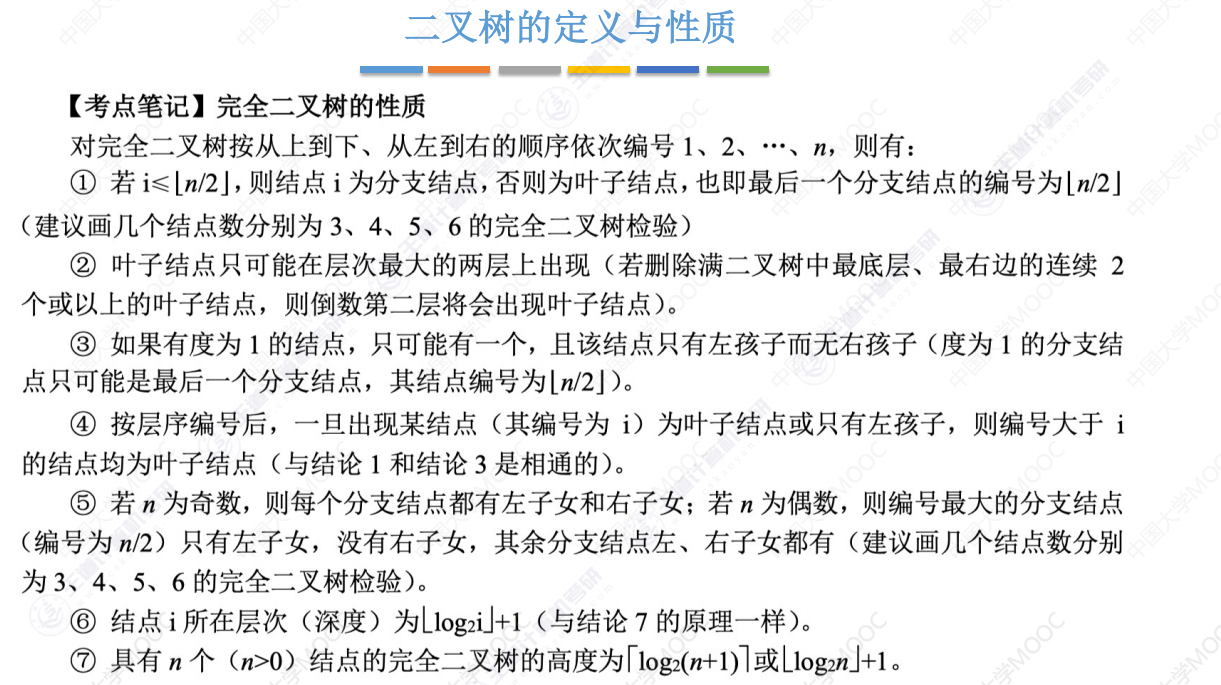 二叉树的定义与性质
【考点笔记】完全二叉树的性质
对完全二叉树按从上到下、从左到右的顺序依次编号 1、2、…、n，则有：
① 若 i≤⌊n/2⌋，则结点 i 为分支结点，否则为叶子结点，也即最后一个分支结点的编号为⌊n/2⌋
（建议画几个结点数分别为 3、4、5、6 的完全二叉树检验）
② 叶子结点只可能在层次最大的两层上出现（若删除满二叉树中最底层、最右边的连续 2
个或以上的叶子结点，则倒数第二层将会出现叶子结点）。
③ 如果有度为 1 的结点，只可能有一个，且该结点只有左孩子而无右孩子（度为 1 的分支结
点只可能是最后一个分支结点，其结点编号为⌊n/2⌋）。
④ 按层序编号后，一旦出现某结点（其编号为 i）为叶子结点或只有左孩子，则编号大于 i
的结点均为叶子结点（与结论 1 和结论 3 是相通的）。
⑤ 若 n 为奇数，则每个分支结点都有左子女和右子女；若 n 为偶数，则编号最大的分支结点
（编号为 n/2）只有左子女，没有右子女，其余分支结点左、右子女都有（建议画几个结点数分别
为 3、4、5、6 的完全二叉树检验）。
⑥ 结点 i 所在层次（深度）为⌊log₂i⌋+1（与结论 7 的原理一样）。
⑦ 具有 n 个（n>0）结点的完全二叉树的高度为⌈log₂(n+1)⌉或⌊log₂n⌋+1。